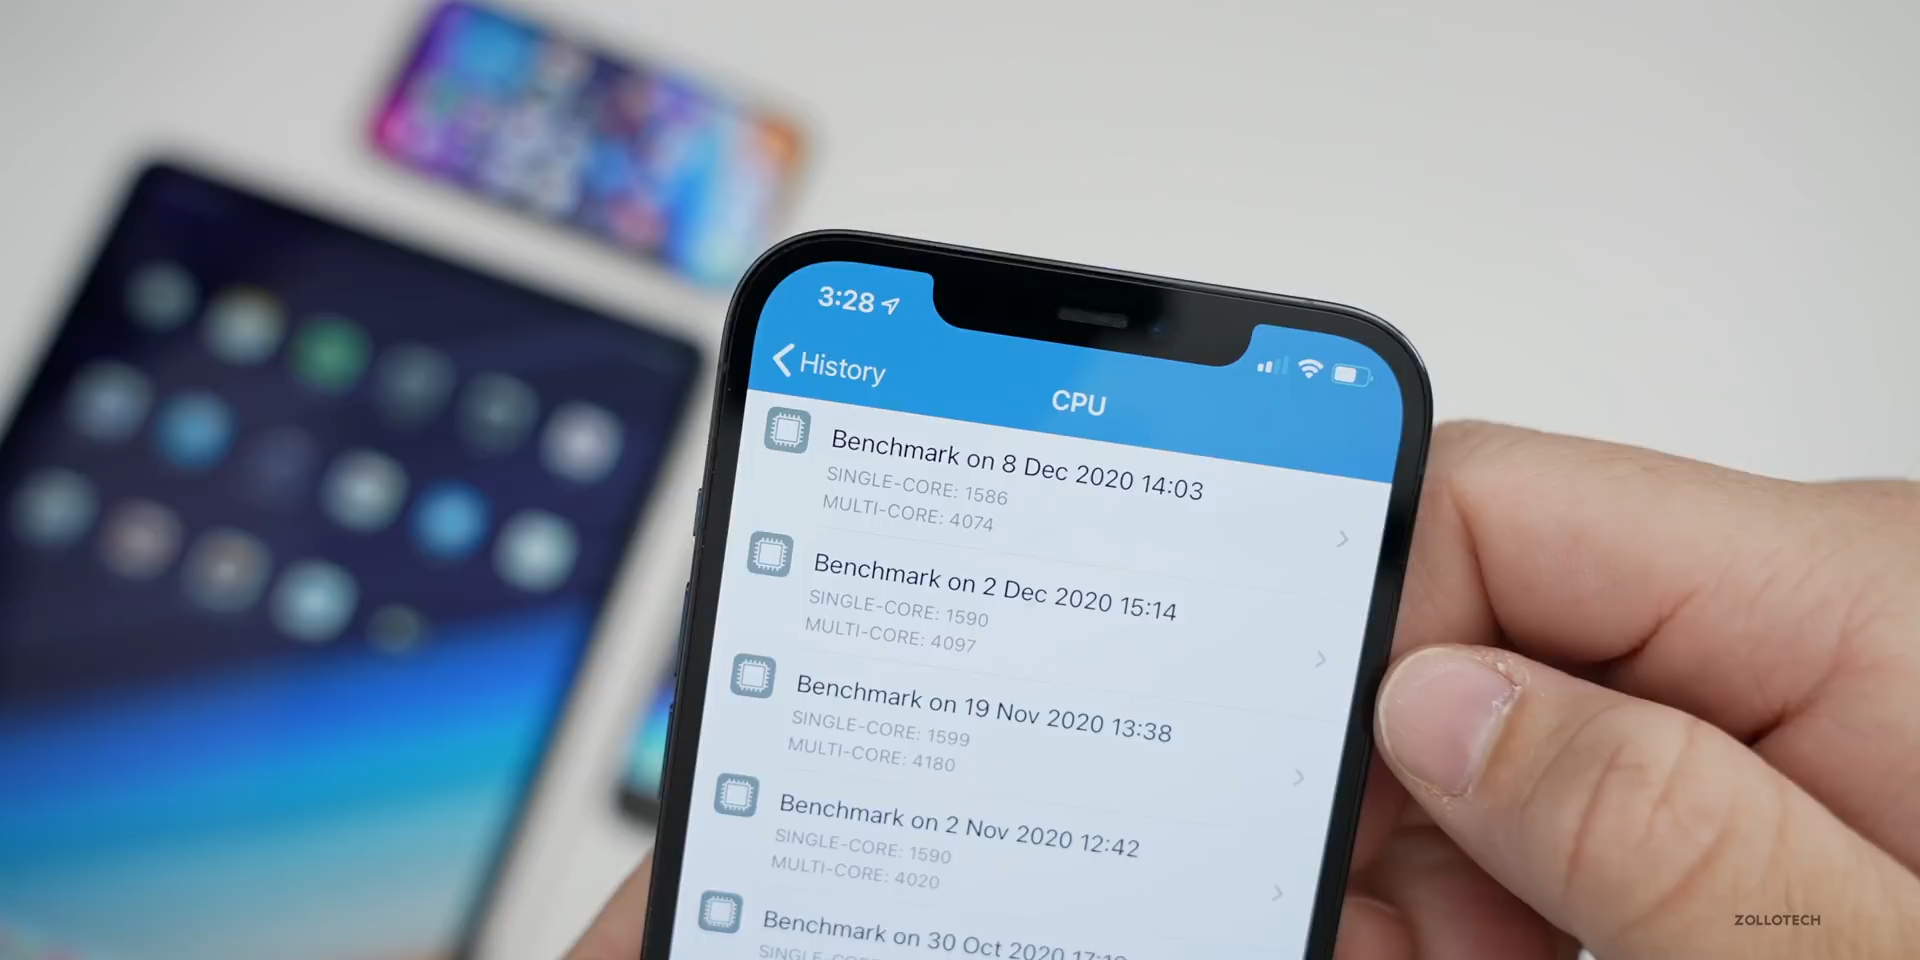 3:28
History
CPU
Benchmark on 8 Dec 2020 14:03
SINGLE-CORE: 1586
MULTI-CORE: 4074
Benchmark on 2 Dec 2020 15:14
SINGLE-CORE: 1590
MULTI-CORE: 4097
Benchmark on 19 Nov 2020 13:38
SINGLE-CORE: 1599
MULTI-CORE: 4180
Benchmark on 2 Nov 2020 12:42
SINGLE-CORE: 1590
MULTI-CORE: 4020
Benchmark on 30 Oct 2020
SINGLE-CORE:
ZOLLOTECH